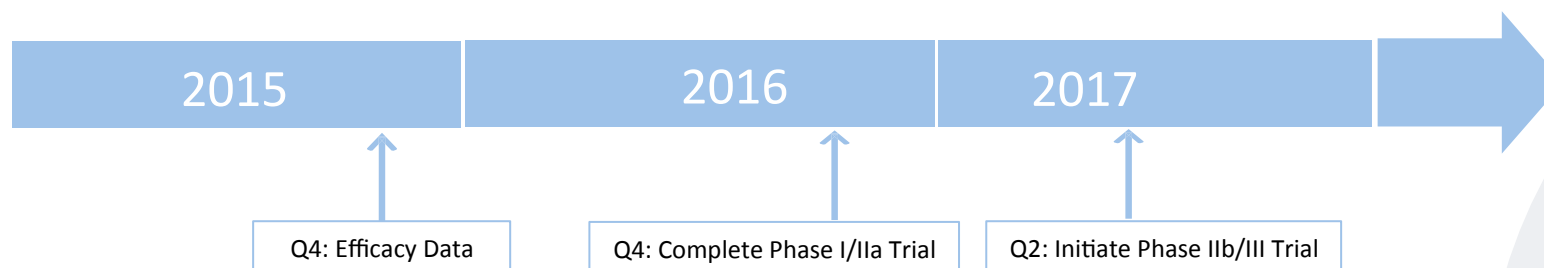 2015
2016
2017
Q4: Efficacy Data
Q4: Complete Phase I/IIa Trial
Q2: Initiate Phase IIb/III Trial